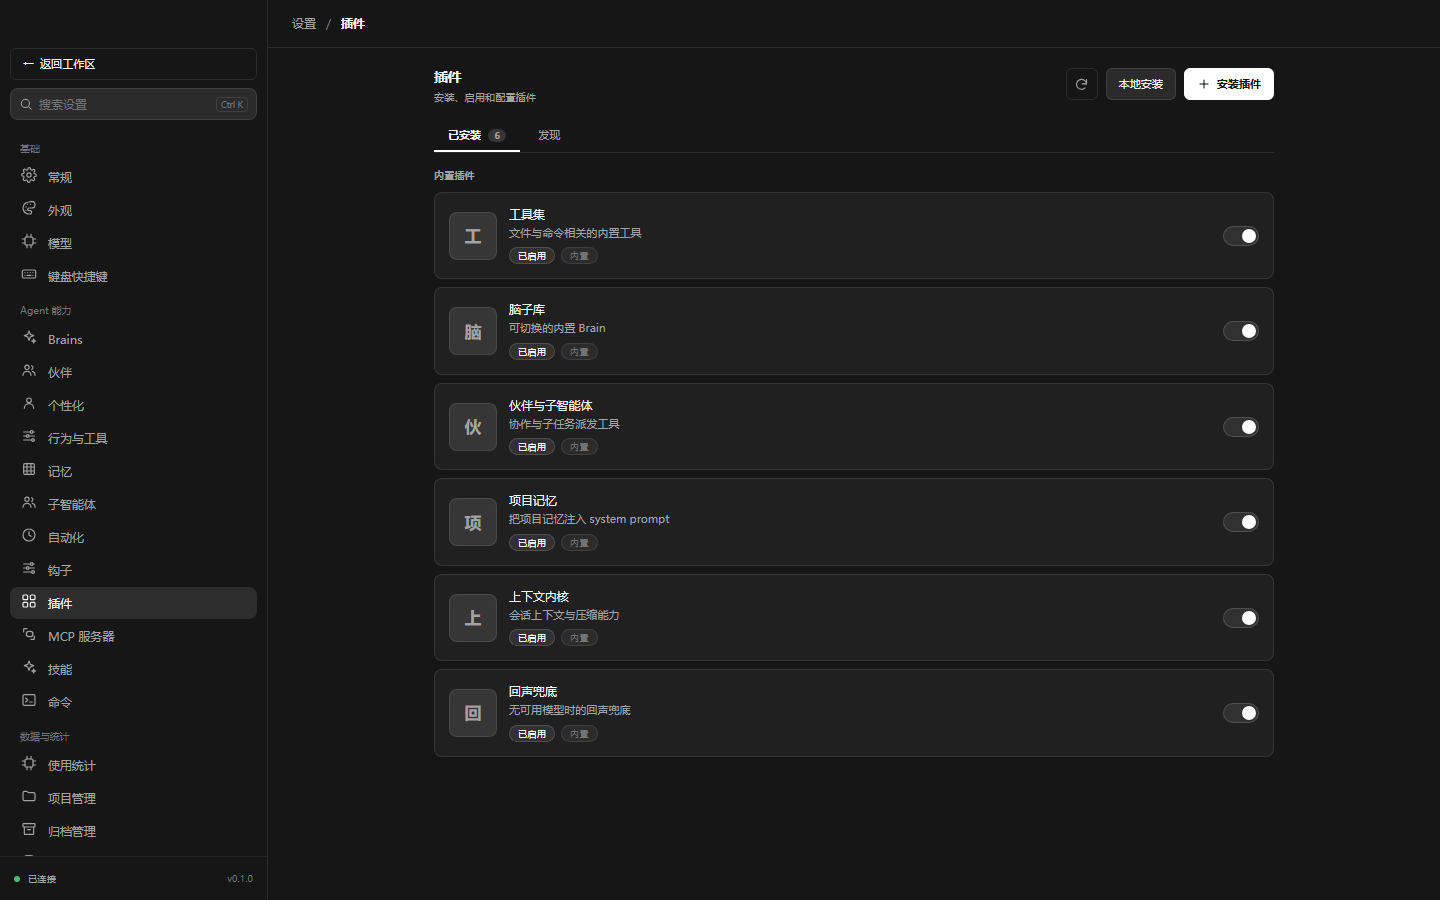 ← 返回工作区
搜索设置 Ctrl K
基础
常规
外观
模型
键盘快捷键
Agent 能力
Brains
伙伴
个性化
行为与工具
记忆
子智能体
自动化
钩子
插件
MCP 服务器
技能
命令
数据与统计
使用统计
项目管理
归档管理
已连接 v0.1.0
设置 / 插件
插件
安装、启用和配置插件
本地安装
+ 安装插件
已安装 6 发现
内置插件
工
工具集
文件与命令相关的内置工具
已启用 内置
脑
脑子库
可切换的内置 Brain
已启用 内置
伙
伙伴与子智能体
协作与子任务派发工具
已启用 内置
项
项目记忆
把项目记忆注入 system prompt
已启用 内置
上
上下文内核
会话上下文与压缩能力
已启用 内置
回
回声兜底
无可用模型时的回声兜底
已启用 内置